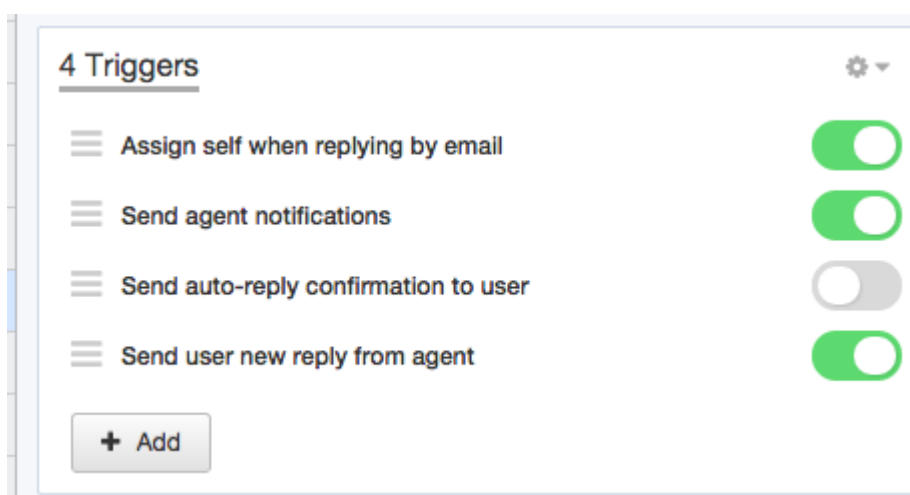 4 Triggers
Assign self when replying by email
Send agent notifications
Send auto-reply confirmation to user
Send user new reply from agent
+ Add